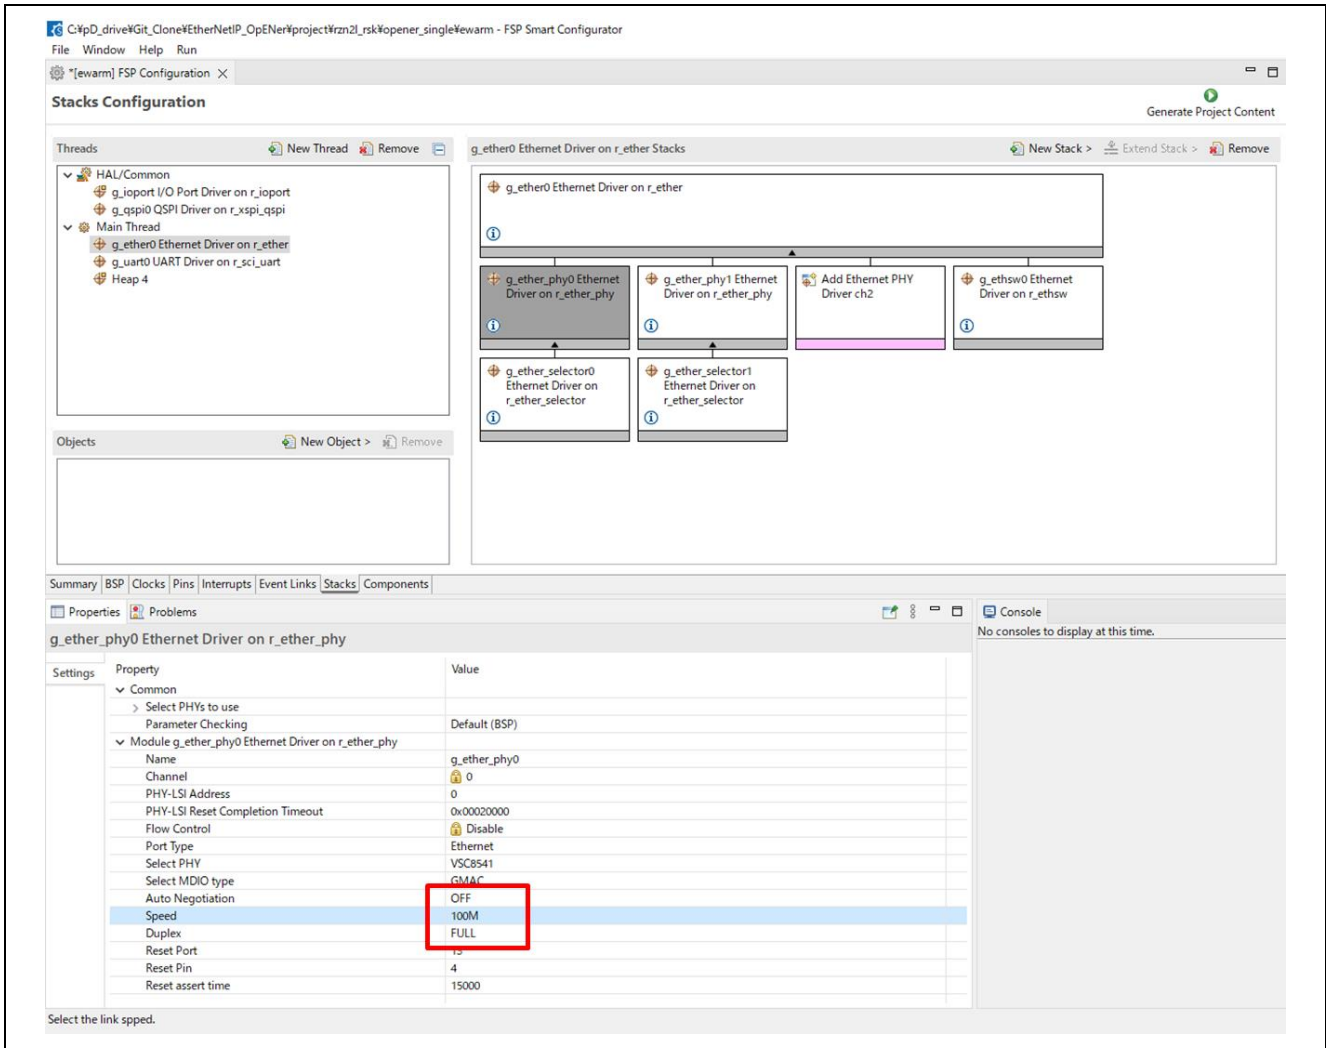 C:¥pD_drive¥Git_Clone¥EtherNetIP_OpENer¥project¥rzn2l_rsk¥opener_single¥ewarm - FSP Smart Configurator
File Window Help Run
*[ewarm] FSP Configuration
Stacks Configuration
Generate Project Content
Threads
New Thread Remove
HAL/Common
g_ioport I/O Port Driver on r_ioport
g_qspi0 QSPI Driver on r_xspi_qspi
Main Thread
g_ether0 Ethernet Driver on r_ether
g_uart0 UART Driver on r_sci_uart
Heap 4
Objects
New Object > Remove
g_ether0 Ethernet Driver on r_ether Stacks
New Stack > Extend Stack > Remove
g_ether0 Ethernet Driver on r_ether
g_ether_phy0 Ethernet
Driver on r_ether_phy
g_ether_phy1 Ethernet
Driver on r_ether_phy
Add Ethernet PHY
Driver ch2
g_ethsw0 Ethernet
Driver on r_ethsw
g_ether_selector0
Ethernet Driver on
r_ether_selector
g_ether_selector1
Ethernet Driver on
r_ether_selector
Summary BSP Clocks Pins Interrupts Event Links Stacks Components
Properties Problems
g_ether_phy0 Ethernet Driver on r_ether_phy
Settings
Property Value
Common
Select PHYs to use
Parameter Checking Default (BSP)
Module g_ether_phy0 Ethernet Driver on r_ether_phy
Name g_ether_phy0
Channel 0
PHY-LSI Address 0
PHY-LSI Reset Completion Timeout 0x00020000
Flow Control Disable
Port Type Ethernet
Select PHY VSC8541
Select MDIO type GMAC
Auto Negotiation OFF
Speed 100M
Duplex FULL
Reset Port 13
Reset Pin 4
Reset assert time 15000
Console
No consoles to display at this time.
Select the link spped.